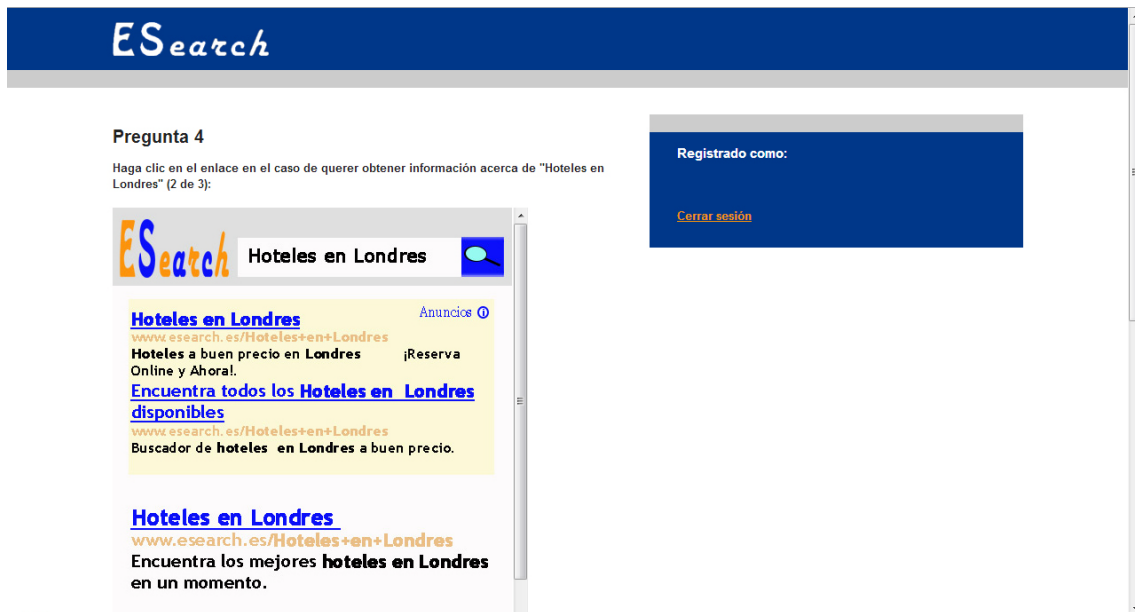 ESearch
Pregunta 4
Haga clic en el enlace en el caso de querer obtener información acerca de "Hoteles en
Londres" (2 de 3):
Registrado como:
Cerrar sesión
ESearch
Hoteles en Londres
Anuncios
Hoteles en Londres
www.esearch.es/Hoteles+en+Londres
Hoteles a buen precio en Londres ¡Reserva
Online y Ahora!.
Encuentra todos los Hoteles en Londres
disponibles
www.esearch.es/Hoteles+en+Londres
Buscador de hoteles en Londres a buen precio.
Hoteles en Londres
www.esearch.es/Hoteles+en+Londres
Encuentra los mejores hoteles en Londres
en un momento.